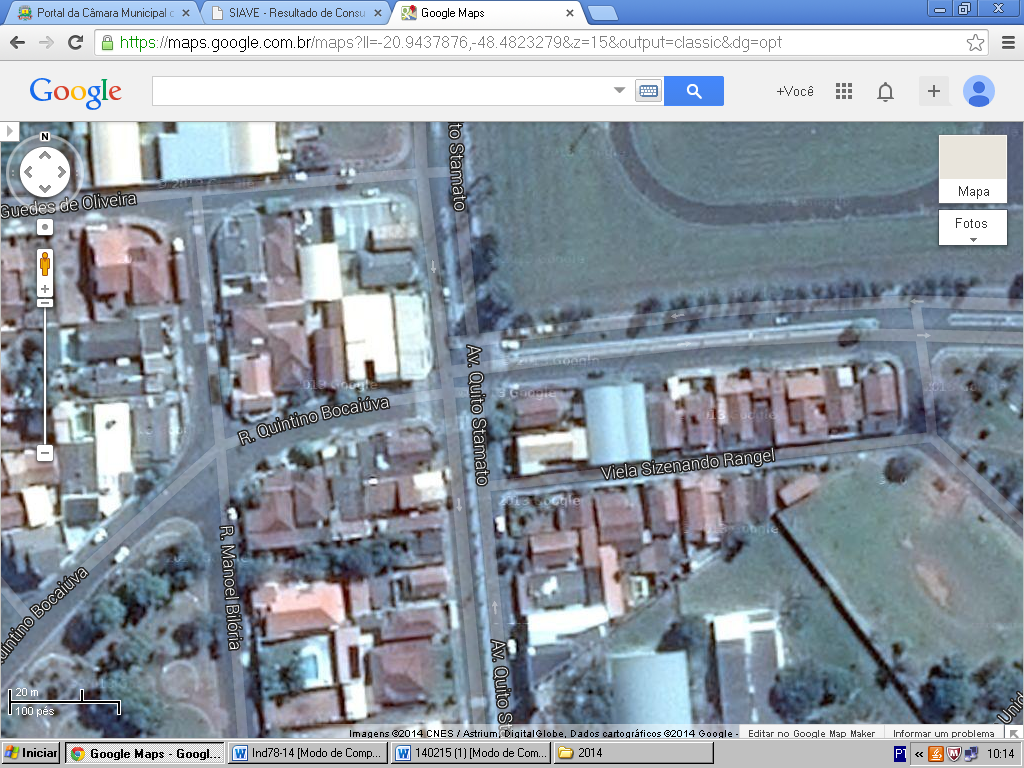 Portal da Câmara Municipal
SIAVE - Resultado de Consu
Google Maps
https://maps.google.com.br/maps?ll=-20.9437876,-48.4823279&z=15&output=classic&dg=opt
Google
+Você
N
Mapa
Fotos
to Stamato
Guedes de Oliveira
Av. Quito Stamato
R. Quintino Bocaiúva
Viela Sizenando Rangel
R. Manoel Bilória
uintino Bocaiúva
Av. Quito St
Unid
20 m
100 pés
Imagens ©2014 CNES / Astrium, DigitalGlobe, Dados cartográficos ©2014 Google
Editar no Google Map Maker
Informar um problema
Iniciar
Google Maps - Googl...
Ind78-14 [Modo de Comp...
140215 (1) [Modo de Com...
2014
PT
«
10:14